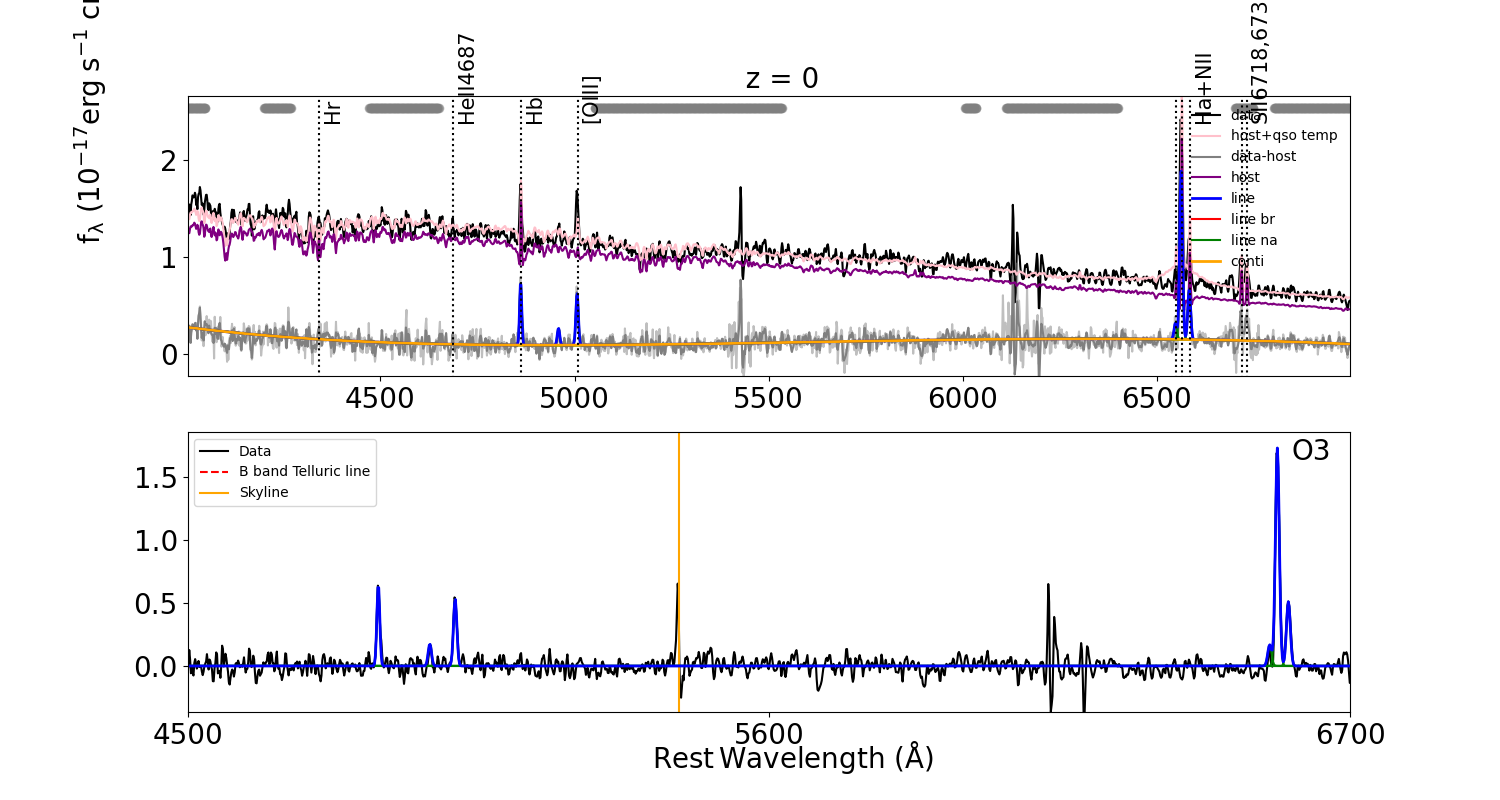 z = 0
f_λ (10^−17 erg s^−1 c
Hr
HeII4687
Hb
[OIII]
Ha+NII
SII6718,673
data
host+qso temp
data-host
host
line
line br
line na
conti
2
1
0
4500 5000 5500 6000 6500
Data
B band Telluric line
Skyline
O3
1.5
1.0
0.5
0.0
4500 5600 6700
Rest Wavelength (Å)